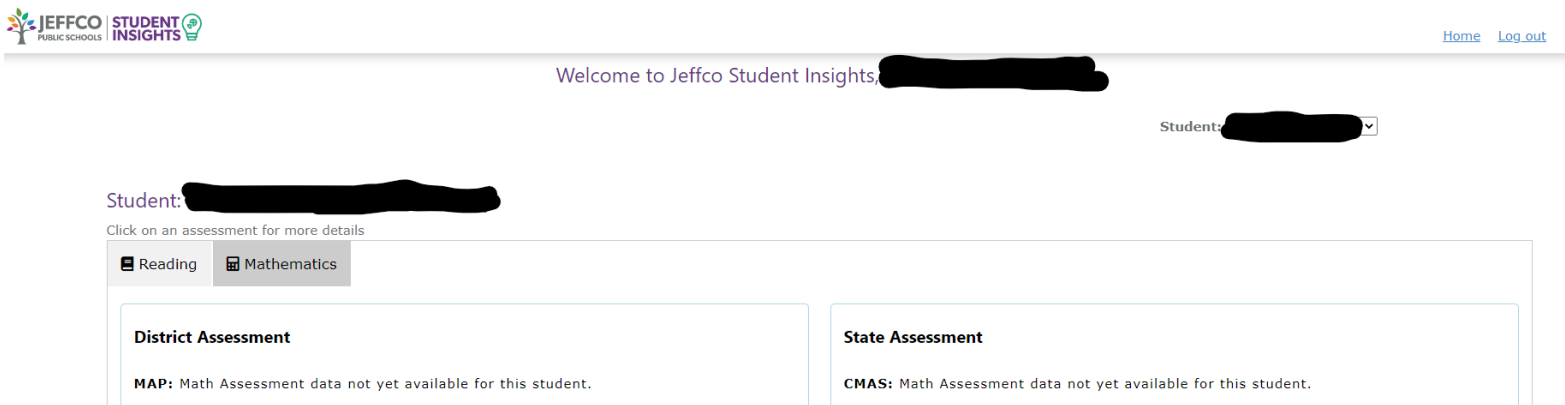 JEFFCO PUBLIC SCHOOLS
STUDENT INSIGHTS
Home Log out
Welcome to Jeffco Student Insights,
Student:
Student:
Click on an assessment for more details
Reading Mathematics
District Assessment
MAP: Math Assessment data not yet available for this student.
State Assessment
CMAS: Math Assessment data not yet available for this student.